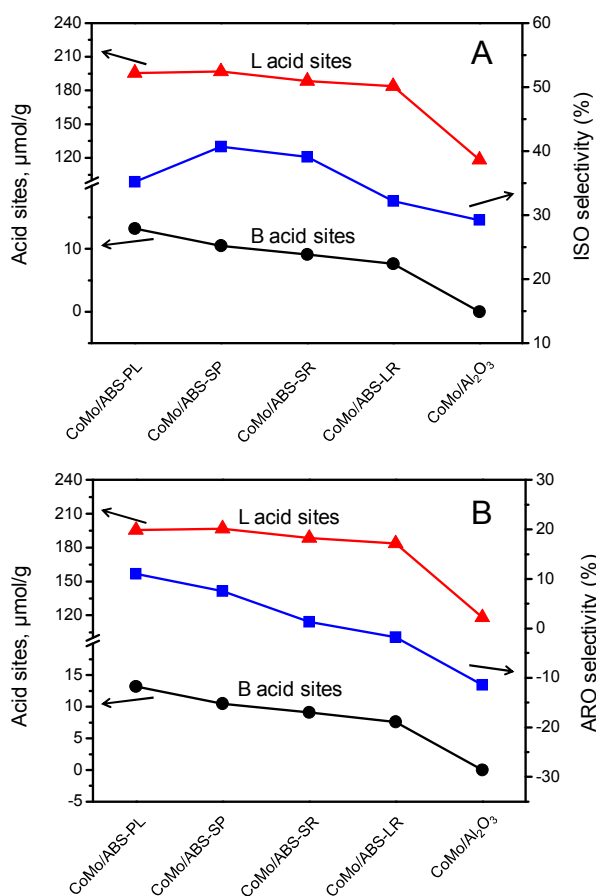 A
240
210
180
150
120
10
0
Acid sites, μmol/g
60
50
40
30
20
10
ISO selectivity (%)
L acid sites
B acid sites
CoMo/ABS-PL
CoMo/ABS-SP
CoMo/ABS-SR
CoMo/ABS-LR
CoMo/Al₂O₃
B
240
210
180
150
120
15
10
5
0
-5
Acid sites, μmol/g
30
20
10
0
-10
-20
-30
ARO selectivity (%)
L acid sites
B acid sites
CoMo/ABS-PL
CoMo/ABS-SP
CoMo/ABS-SR
CoMo/ABS-LR
CoMo/Al₂O₃